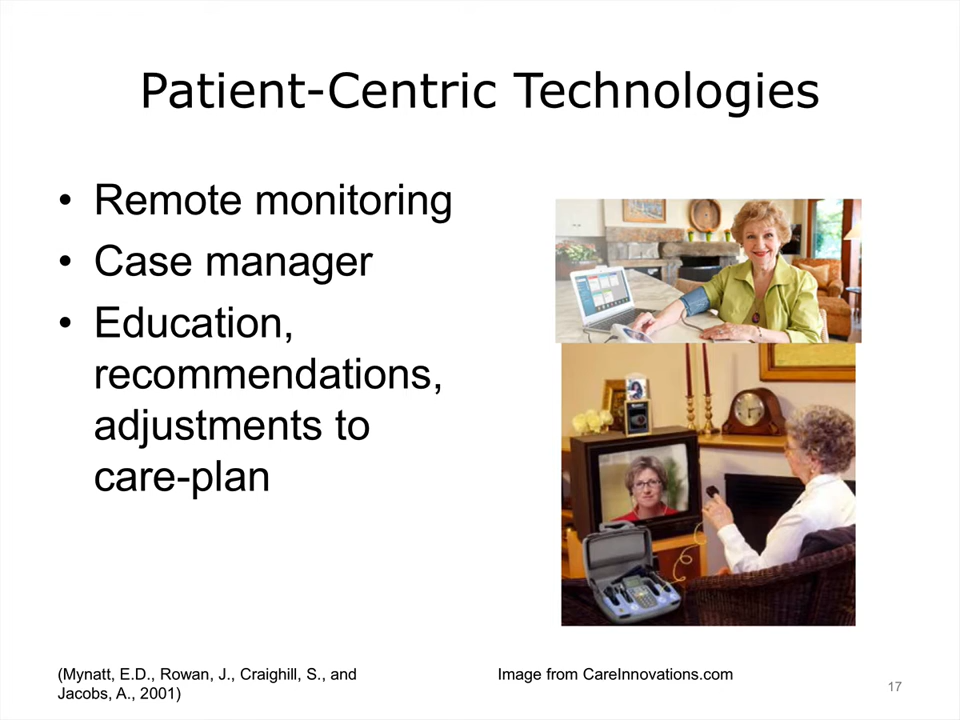 Patient-Centric Technologies
• Remote monitoring
• Case manager
• Education,
recommendations,
adjustments to
care-plan
(Mynatt, E.D., Rowan, J., Craighill, S., and
Jacobs, A., 2001)
Image from CareInnovations.com
17